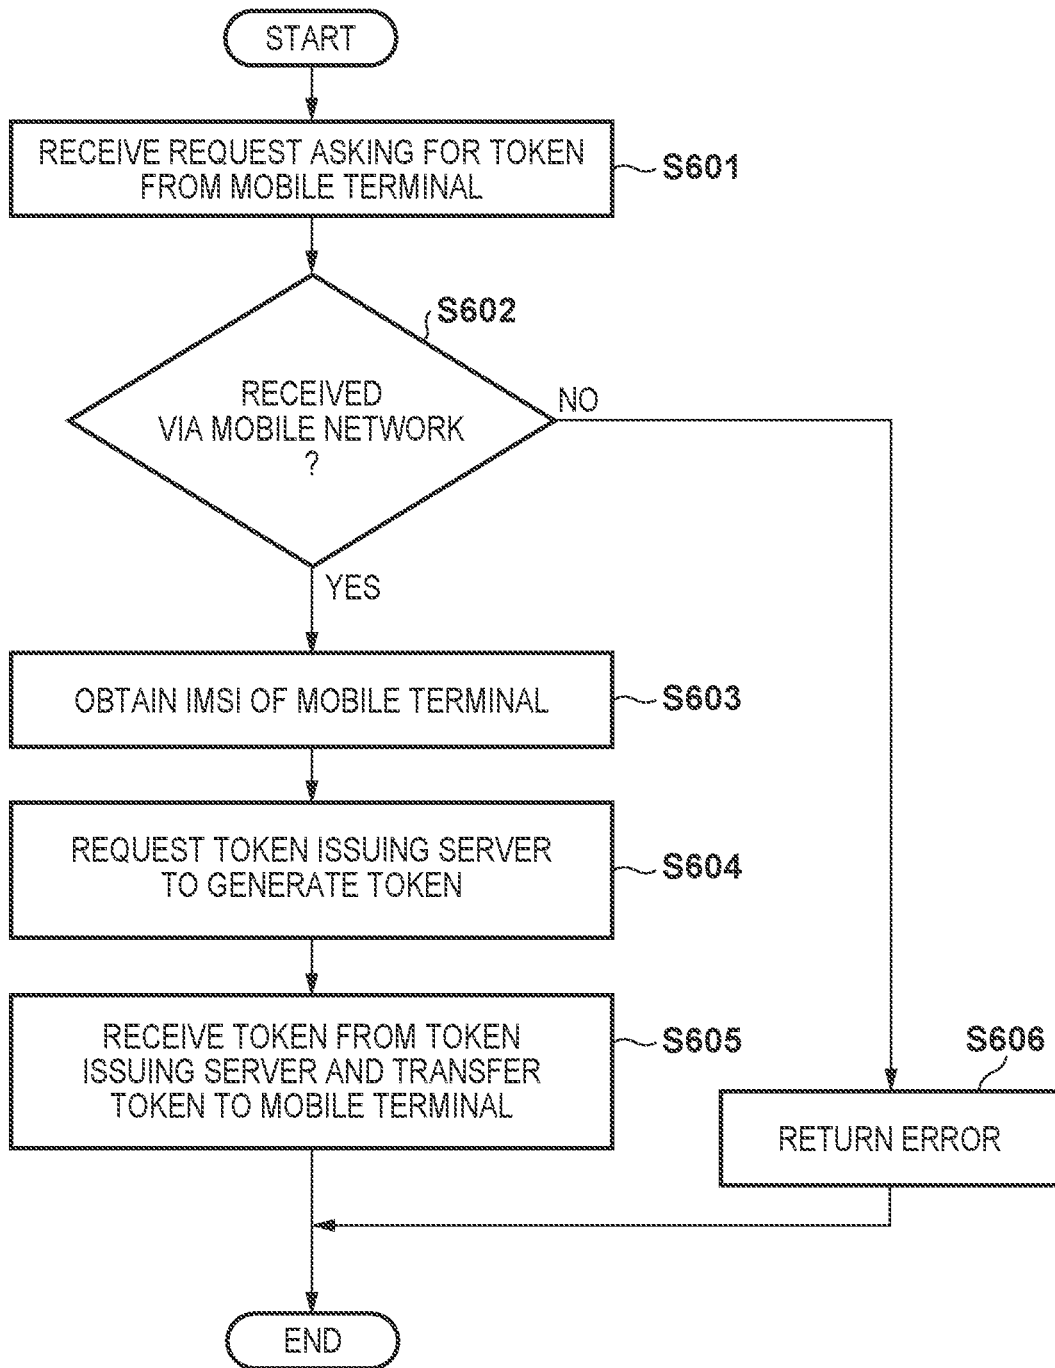 START
RECEIVE REQUEST ASKING FOR TOKEN
FROM MOBILE TERMINAL
S601
S602
RECEIVED
VIA MOBILE NETWORK
?
NO
YES
OBTAIN IMSI OF MOBILE TERMINAL
S603
REQUEST TOKEN ISSUING SERVER
TO GENERATE TOKEN
S604
RECEIVE TOKEN FROM TOKEN
ISSUING SERVER AND TRANSFER
TOKEN TO MOBILE TERMINAL
S605
S606
RETURN ERROR
END